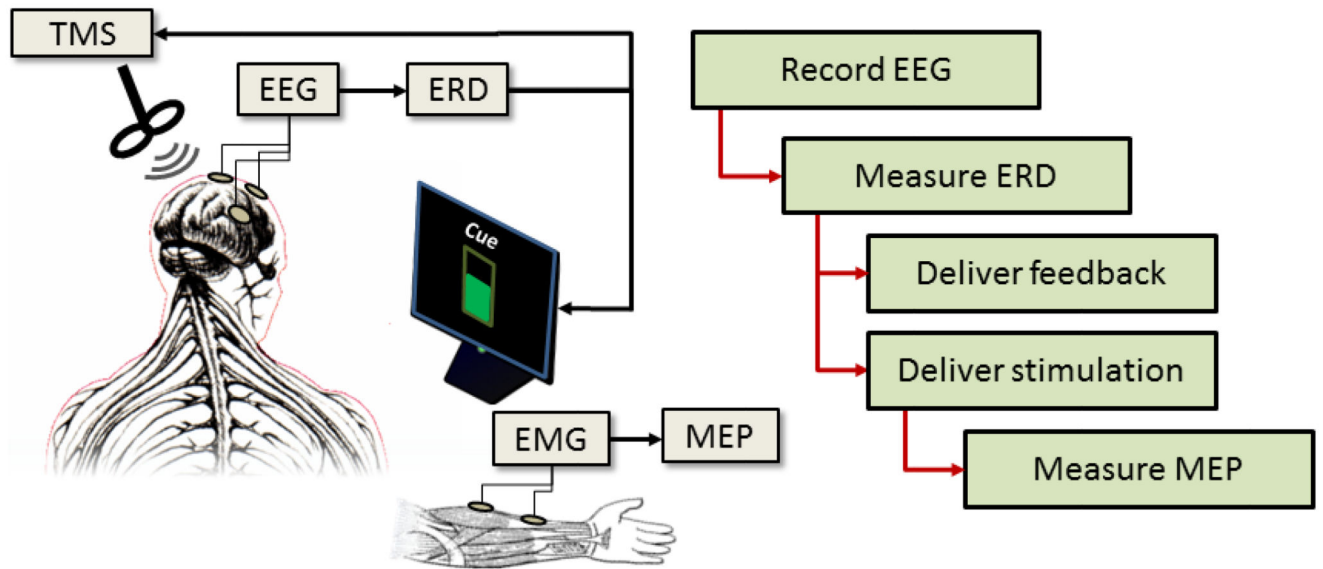 TMS
EEG
ERD
Cue
EMG
MEP
Record EEG
Measure ERD
Deliver feedback
Deliver stimulation
Measure MEP